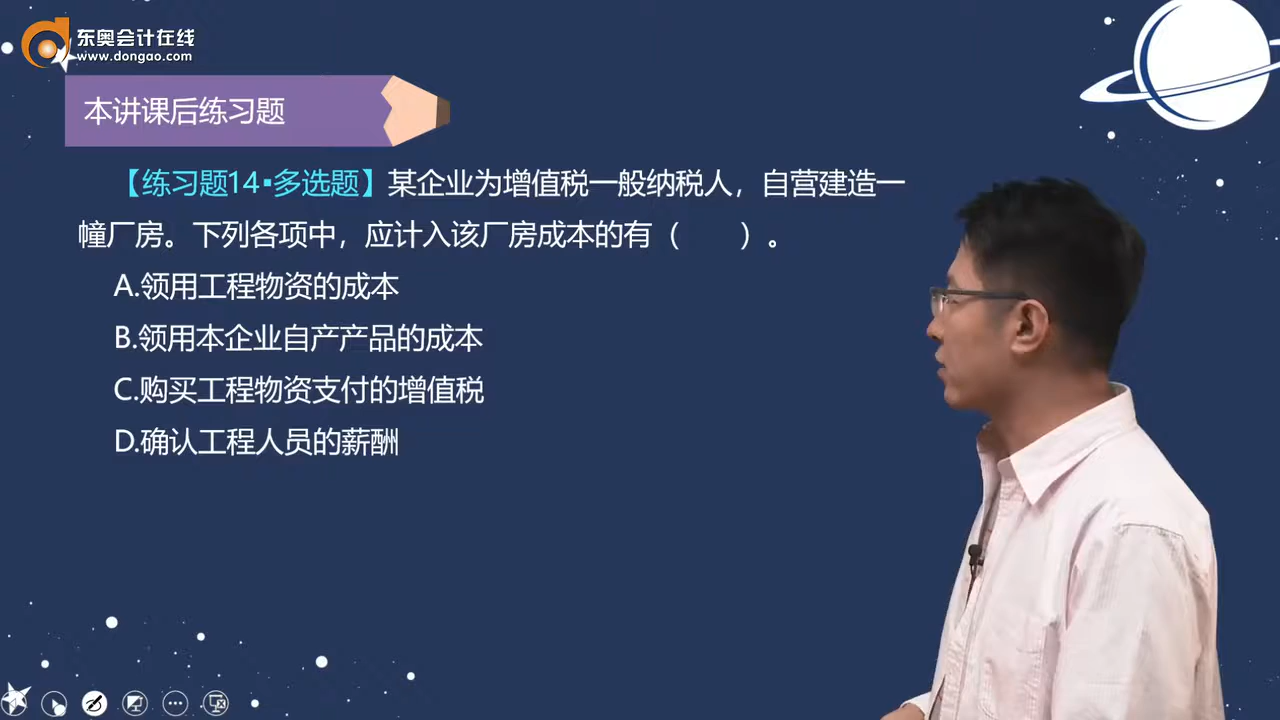 东奥会计在线
www.dongao.com
本讲课后练习题
【练习题14▪多选题】某企业为增值税一般纳税人，自营建造一
幢厂房。下列各项中，应计入该厂房成本的有（　　）。
A.领用工程物资的成本
B.领用本企业自产产品的成本
C.购买工程物资支付的增值税
D.确认工程人员的薪酬